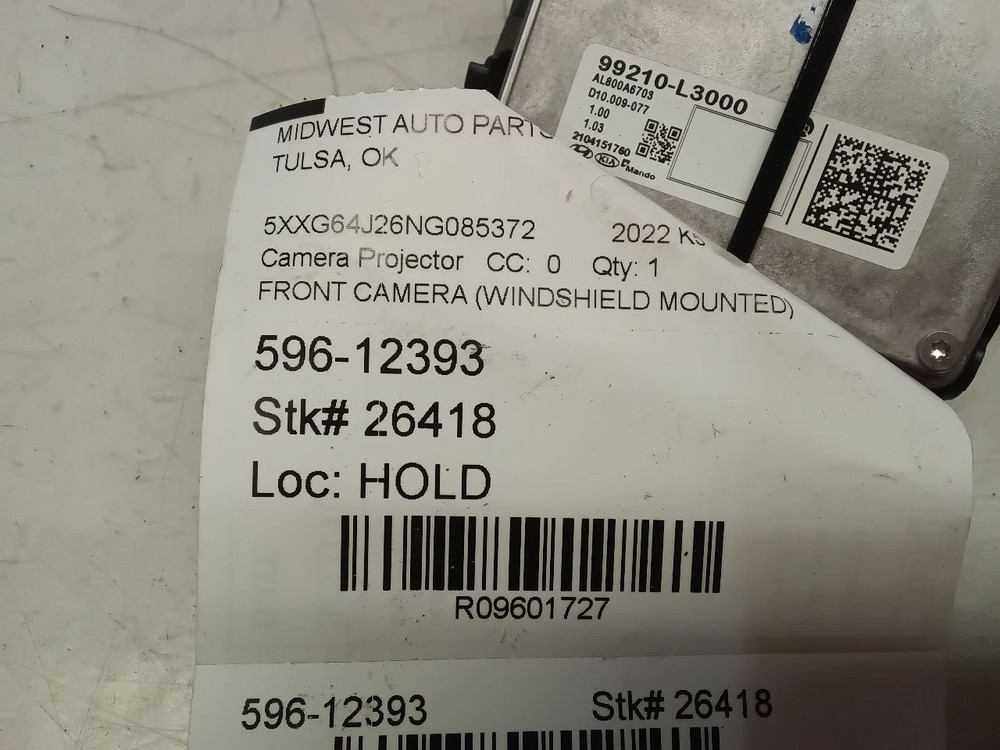 99210-L3000
AL800A6703
D10.009-077
1.00
1.03
2104151760
KIA Mando
MIDWEST AUTO PARTS
TULSA, OK
5XXG64J26NG085372 2022 K5
Camera Projector CC: 0 Qty: 1
FRONT CAMERA (WINDSHIELD MOUNTED)
596-12393
Stk# 26418
Loc: HOLD
R09601727
596-12393 Stk# 26418